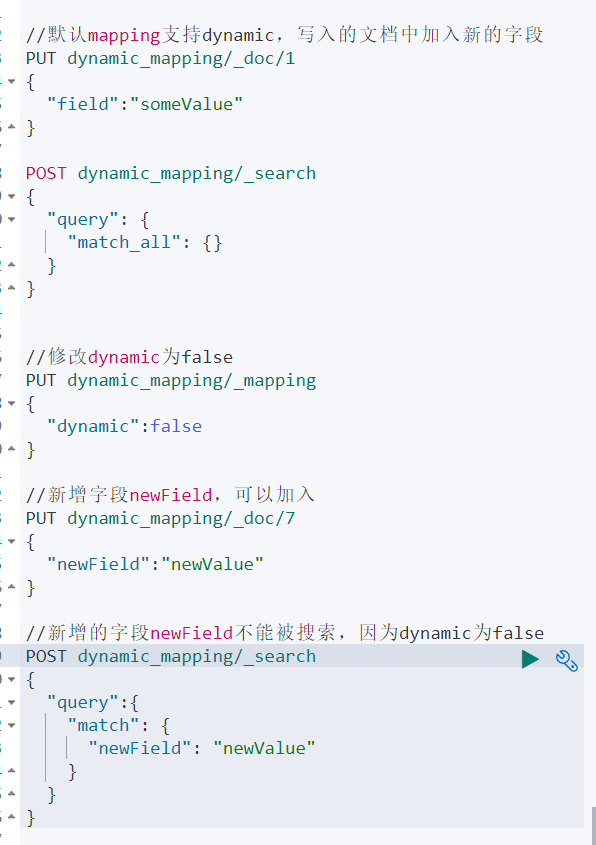 //默认mapping支持dynamic，写入的文档中加入新的字段
PUT dynamic_mapping/_doc/1
{
  "field":"someValue"
}
POST dynamic_mapping/_search
{
  "query": {
    "match_all": {}
  }
}
//修改dynamic为false
PUT dynamic_mapping/_mapping
{
  "dynamic":false
}
//新增字段newField，可以加入
PUT dynamic_mapping/_doc/7
{
  "newField":"newValue"
}
//新增的字段newField不能被搜索，因为dynamic为false
POST dynamic_mapping/_search
{
  "query":{
    "match": {
      "newField": "newValue"
    }
  }
}